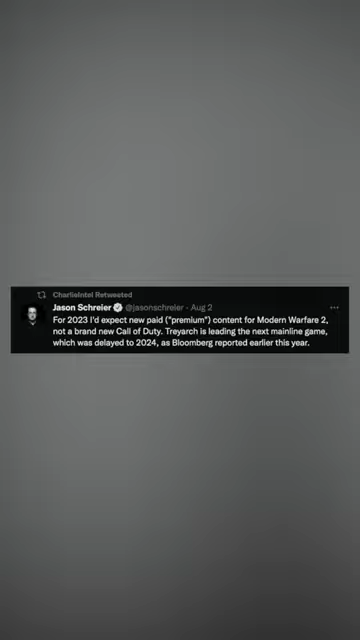 CharlieIntel Retweeted
Jason Schreier @jasonschreier · Aug 2 ···
For 2023 I'd expect new paid ("premium") content for Modern Warfare 2,
not a brand new Call of Duty. Treyarch is leading the next mainline game,
which was delayed to 2024, as Bloomberg reported earlier this year.